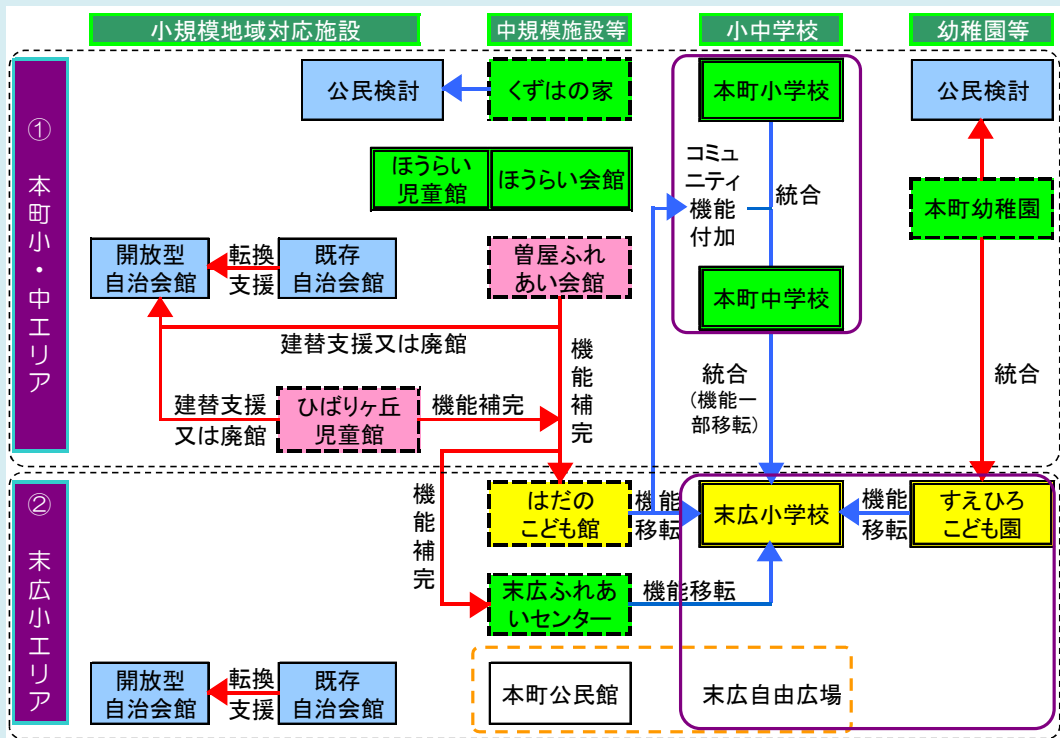 小規模地域対応施設
中規模施設等
小中学校
幼稚園等
① 本町小・中エリア
公民検討
くずはの家
本町小学校
公民検討
ほうらい
児童館
ほうらい会館
コミュ
ニティ
機能
付加
統合
本町幼稚園
開放型
自治会館
転換
支援
既存
自治会館
曽屋ふれ
あい会館
本町中学校
建替支援又は廃館
機能補完
建替支援
又は廃館
ひばりヶ丘
児童館
機能補完
統合
(機能一
部移転)
統合
② 末広小エリア
機能補完
はだの
こども館
機能
移転
末広小学校
機能
移転
すえひろ
こども園
末広ふれあ
いセンター
機能移転
開放型
自治会館
転換
支援
既存
自治会館
本町公民館
末広自由広場